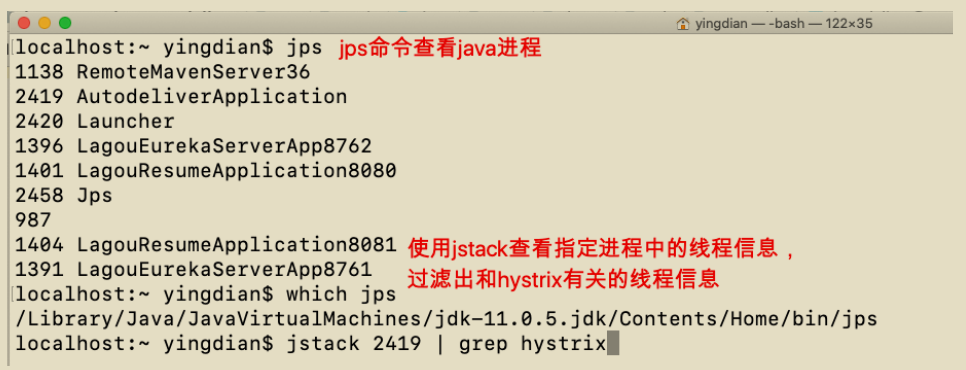 yingdian — -bash — 122×35
localhost:~ yingdian$ jps jps命令查看java进程
1138 RemoteMavenServer36
2419 AutodeliverApplication
2420 Launcher
1396 LagouEurekaServerApp8762
1401 LagouResumeApplication8080
2458 Jps
987
1404 LagouResumeApplication8081 使用jstack查看指定进程中的线程信息，
1391 LagouEurekaServerApp8761 过滤出和hystrix有关的线程信息
localhost:~ yingdian$ which jps
/Library/Java/JavaVirtualMachines/jdk-11.0.5.jdk/Contents/Home/bin/jps
localhost:~ yingdian$ jstack 2419 | grep hystrix